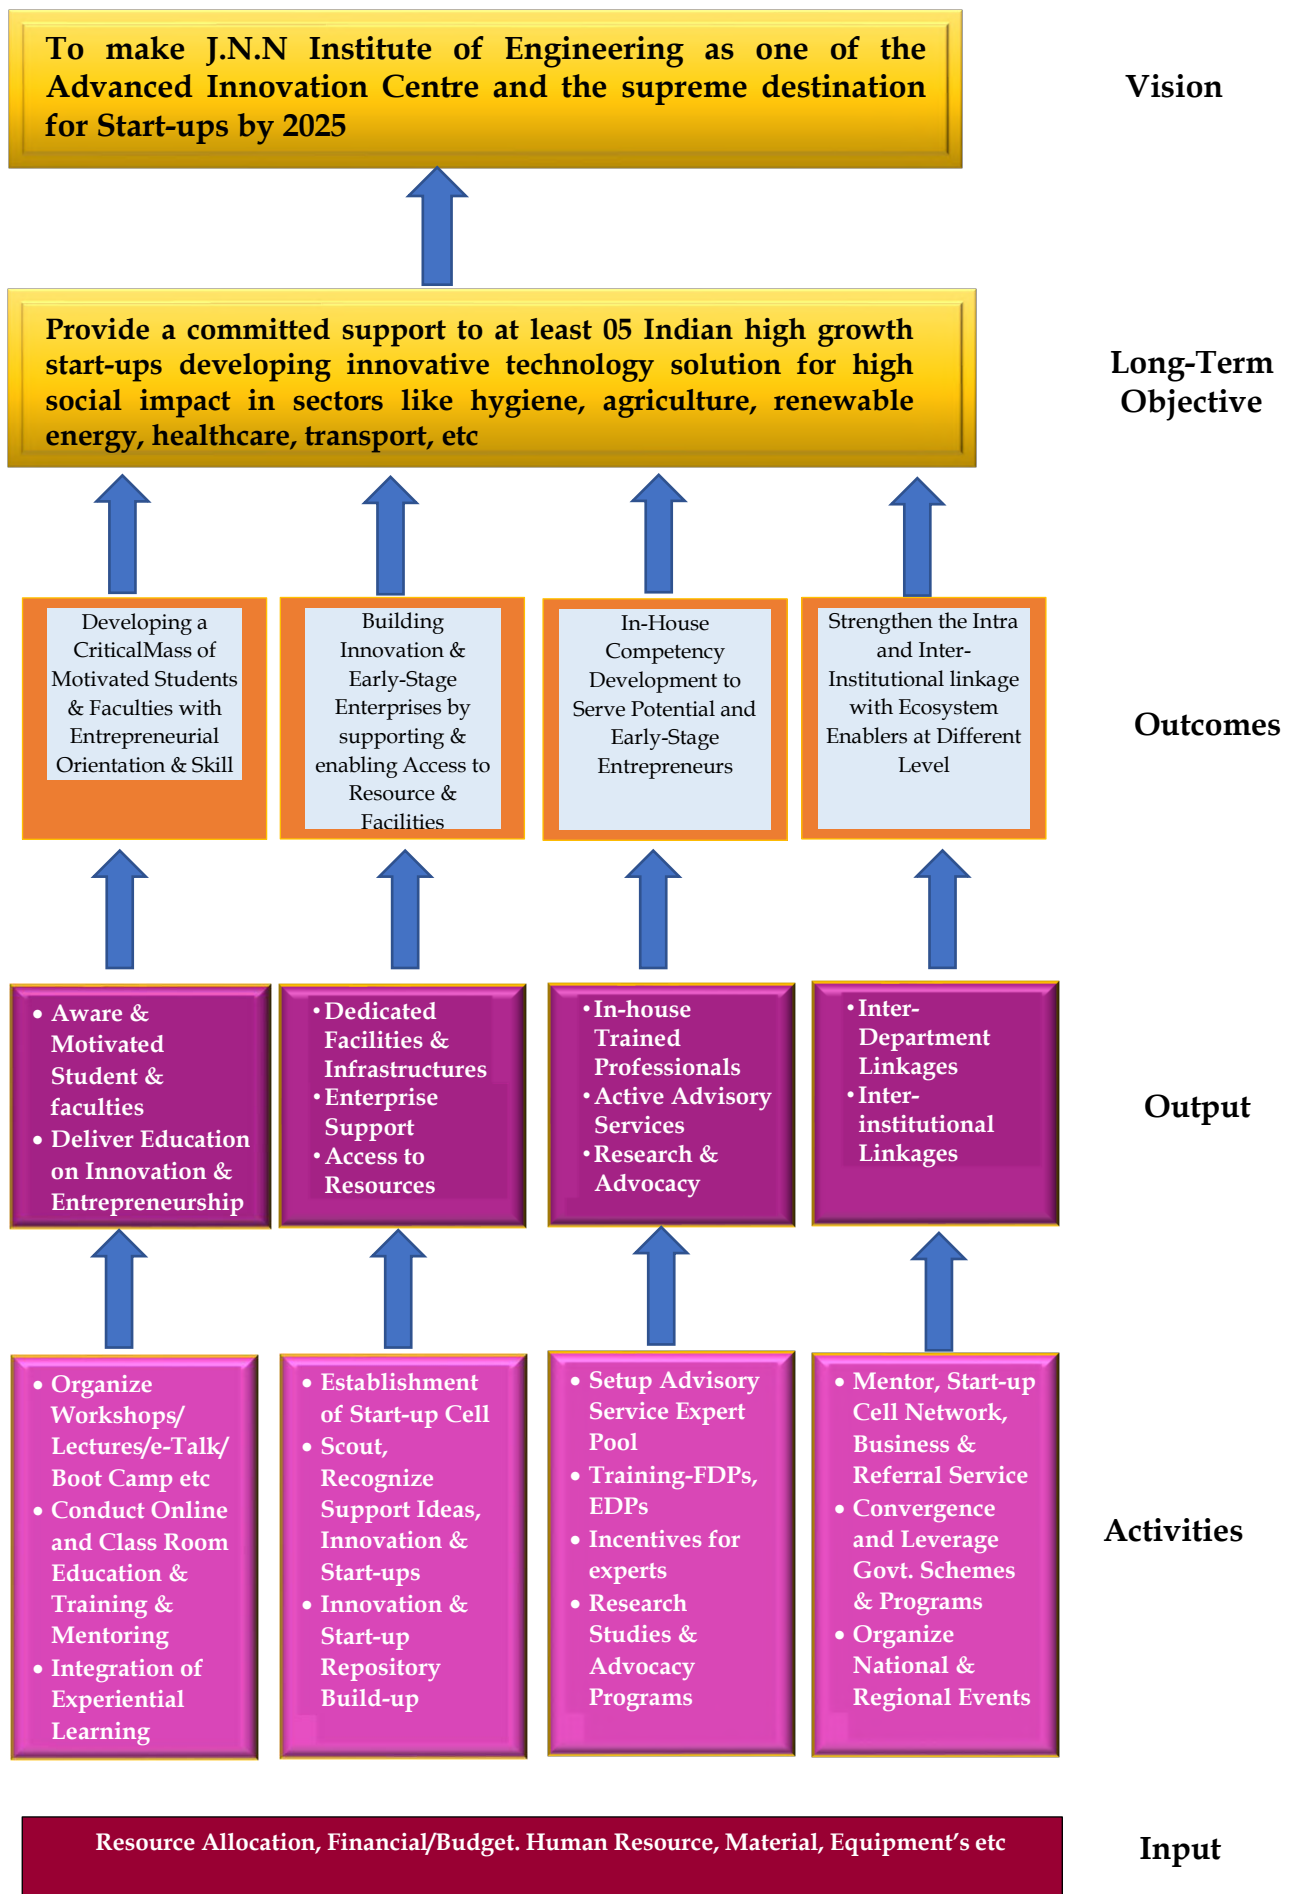 To make J.N.N Institute of Engineering as one of the
Advanced Innovation Centre and the supreme destination
for Start-ups by 2025
Vision
Provide a committed support to at least 05 Indian high growth
start-ups developing innovative technology solution for high
social impact in sectors like hygiene, agriculture, renewable
energy, healthcare, transport, etc
Long-Term
Objective
Developing a
CriticalMass of
Motivated Students
& Faculties with
Entrepreneurial
Orientation & Skill
Building
Innovation &
Early-Stage
Enterprises by
supporting &
enabling Access to
Resource &
Facilities
In-House
Competency
Development to
Serve Potential and
Early-Stage
Entrepreneurs
Strengthen the Intra
and Inter-
Institutional linkage
with Ecosystem
Enablers at Different
Level
Outcomes
• Aware &
Motivated
Student &
faculties
• Deliver Education
on Innovation &
Entrepreneurship
• Dedicated
Facilities &
Infrastructures
• Enterprise
Support
• Access to
Resources
• In-house
Trained
Professionals
• Active Advisory
Services
• Research &
Advocacy
• Inter-
Department
Linkages
• Inter-
institutional
Linkages
Output
• Organize
Workshops/
Lectures/e-Talk/
Boot Camp etc
• Conduct Online
and Class Room
Education &
Training &
Mentoring
• Integration of
Experiential
Learning
• Establishment
of Start-up Cell
• Scout,
Recognize
Support Ideas,
Innovation &
Start-ups
• Innovation &
Start-up
Repository
Build-up
• Setup Advisory
Service Expert
Pool
• Training-FDPs,
EDPs
• Incentives for
experts
• Research
Studies &
Advocacy
Programs
• Mentor, Start-up
Cell Network,
Business &
Referral Service
• Convergence
and Leverage
Govt. Schemes
& Programs
• Organize
National &
Regional Events
Activities
Resource Allocation, Financial/Budget. Human Resource, Material, Equipment’s etc
Input